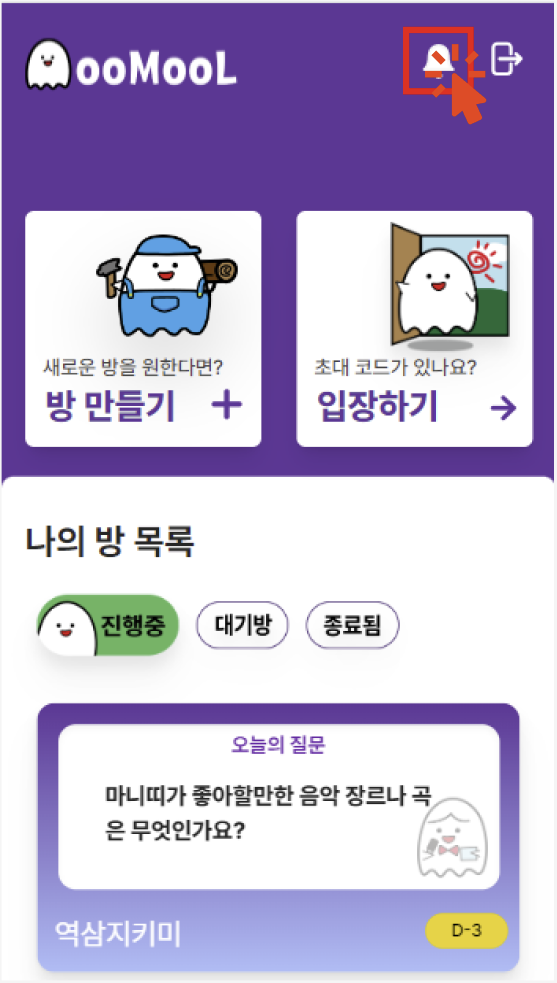 ooMooL
새로운 방을 원한다면?
방 만들기
초대 코드가 있나요?
입장하기
나의 방 목록
진행중 대기방 종료됨
오늘의 질문
마니띠가 좋아할만한 음악 장르나 곡
은 무엇인가요?
역삼지키미 D-3